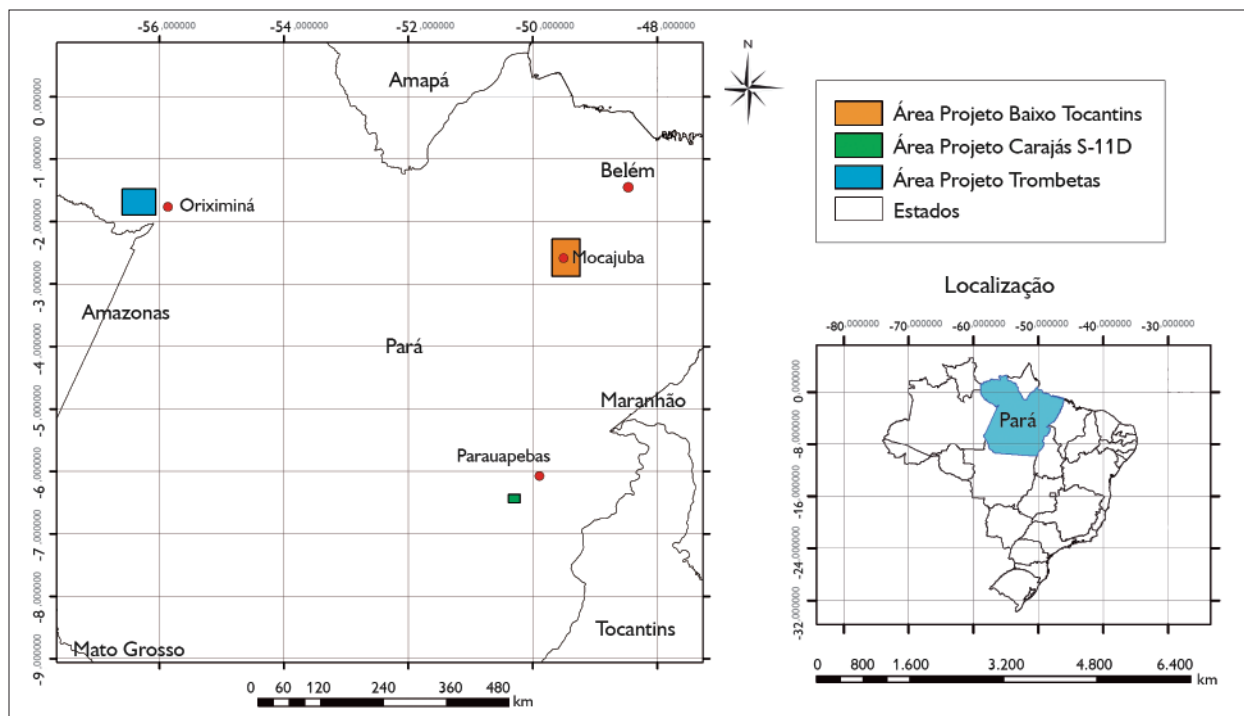 -56.000000 -54.000000 -52.000000 -50.000000 -48.000000
0.000000
-1.000000
-2.000000
-3.000000
-4.000000
-5.000000
-6.000000
-7.000000
-8.000000
-9.000000
Amapá
Belém
Oriximiná
Mocajuba
Amazonas
Pará
Maranhão
Parauapebas
Tocantins
Mato Grosso
0 60 120 240 360 480
km
N
Área Projeto Baixo Tocantins
Área Projeto Carajás S-11D
Área Projeto Trombetas
Estados
Localização
-80.000000 -70.000000 -60.000000 -50.000000 -40.000000 -30.000000
0.000000
-8.000000
-16.000000
-24.000000
-32.000000
Pará
0 800 1.600 3.200 4.800 6.400
km